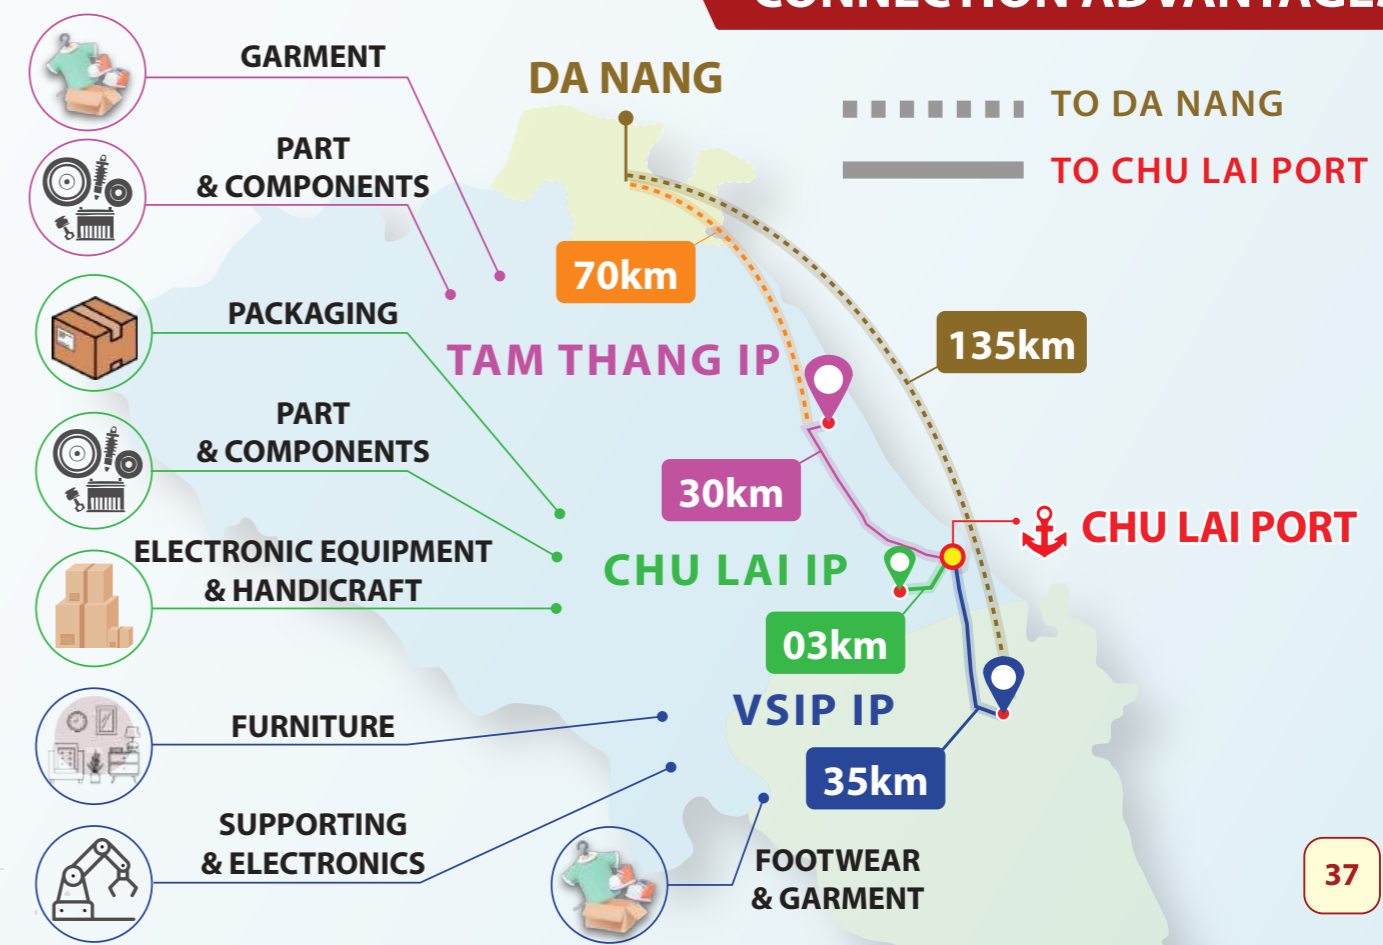 CONNECTION ADVANTAGES
GARMENT
DA NANG
TO DA NANG
PART
& COMPONENTS
TO CHU LAI PORT
70km
PACKAGING
135km
TAM THANG IP
PART
& COMPONENTS
30km
CHU LAI PORT
ELECTRONIC EQUIPMENT
& HANDICRAFT
CHU LAI IP
03km
FURNITURE
VSIP IP
35km
SUPPORTING
& ELECTRONICS
FOOTWEAR
& GARMENT
37